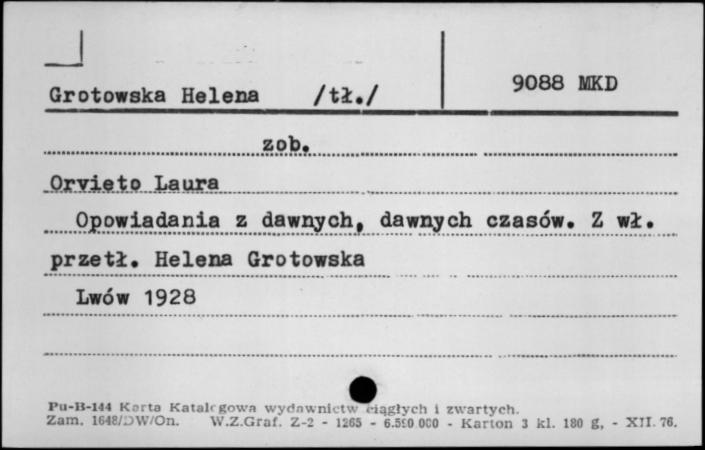 Grotowska Helena /tł./ 9088 MKD
zob.
Orvieto Laura
Opowiadania z dawnych, dawnych czasów. Z wł.
przetł. Helena Grotowska
Lwów 1928
Pu-B-144 Karta Katalogowa wydawnictw ciągłych i zwartych.
Zam. 1648/DW/On. W.Z.Graf. Z-2 - 1265 - 6.590.000 - Karton 3 kl. 180 g, - XII. 76.